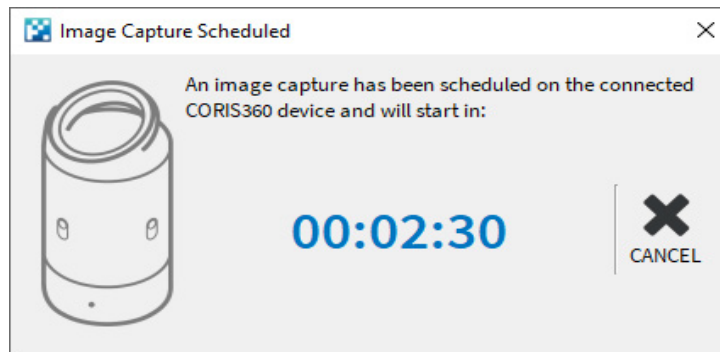 Image Capture Scheduled
An image capture has been scheduled on the connected
CORIS360 device and will start in:
00:02:30
CANCEL